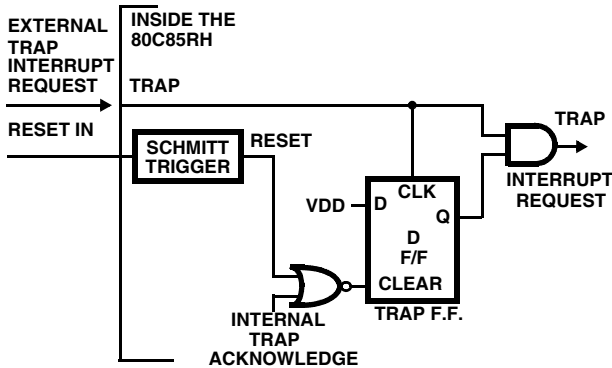 EXTERNAL
TRAP
INTERRUPT
REQUEST
INSIDE THE
80C85RH
TRAP
RESET IN
SCHMITT
TRIGGER
RESET
TRAP
INTERRUPT
REQUEST
VDD
CLK
D
Q
D
F/F
CLEAR
TRAP F.F.
INTERNAL
TRAP
ACKNOWLEDGE